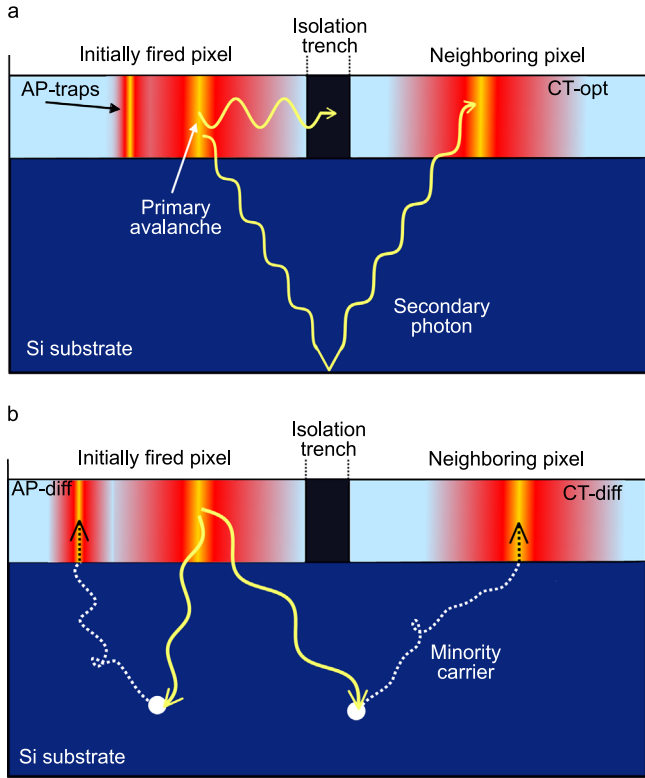 a
Isolation
trench
Initially fired pixel
Neighboring pixel
AP-traps
CT-opt
Primary
avalanche
Secondary
photon
Si substrate
b
Isolation
trench
Initially fired pixel
Neighboring pixel
AP-diff
CT-diff
Minority
carrier
Si substrate